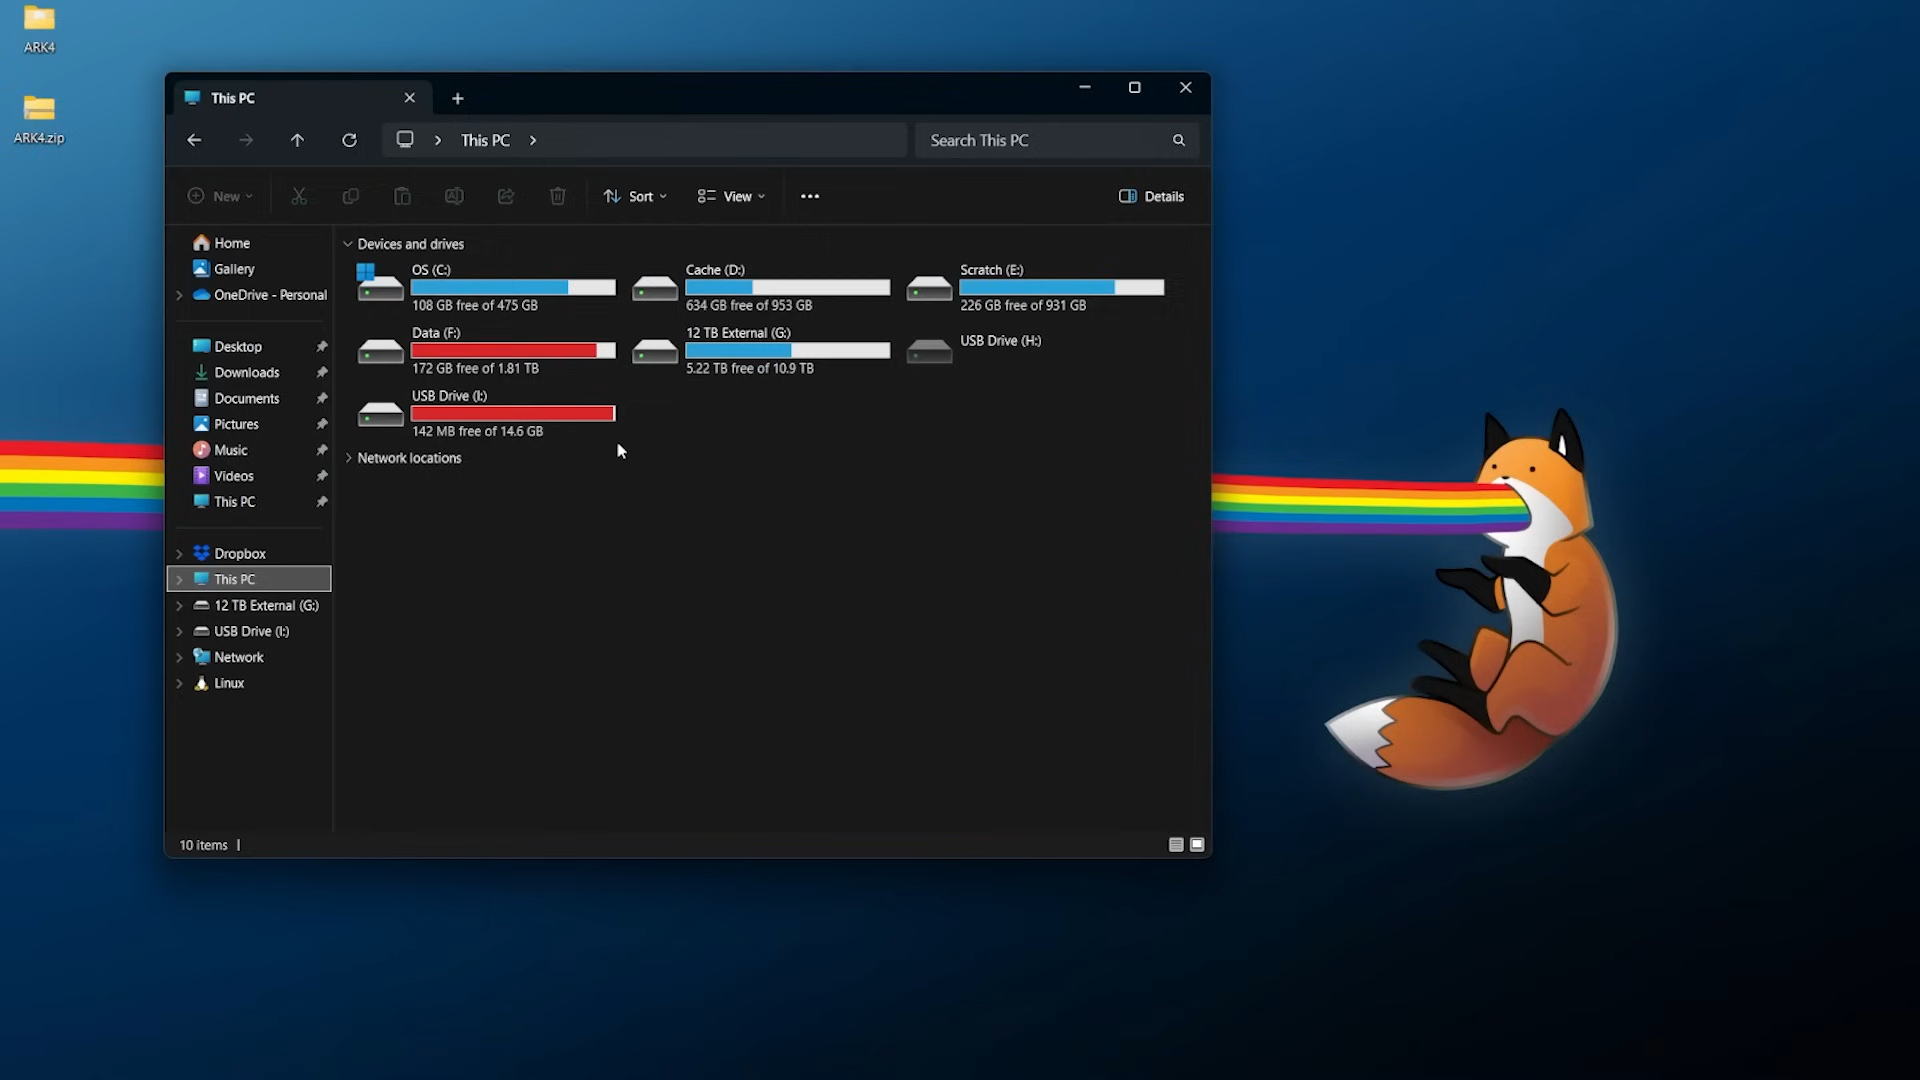 ARK4
ARK4.zip
This PC
This PC
Search This PC
New
Sort
View
Details
Home
Gallery
OneDrive - Personal
Desktop
Downloads
Documents
Pictures
Music
Videos
This PC
Dropbox
This PC
12 TB External (G:)
USB Drive (I:)
Network
Linux
Devices and drives
OS (C:)
108 GB free of 475 GB
Cache (D:)
634 GB free of 953 GB
Scratch (E:)
226 GB free of 931 GB
Data (F:)
172 GB free of 1.81 TB
12 TB External (G:)
5.22 TB free of 10.9 TB
USB Drive (H:)
USB Drive (I:)
142 MB free of 14.6 GB
Network locations
10 items